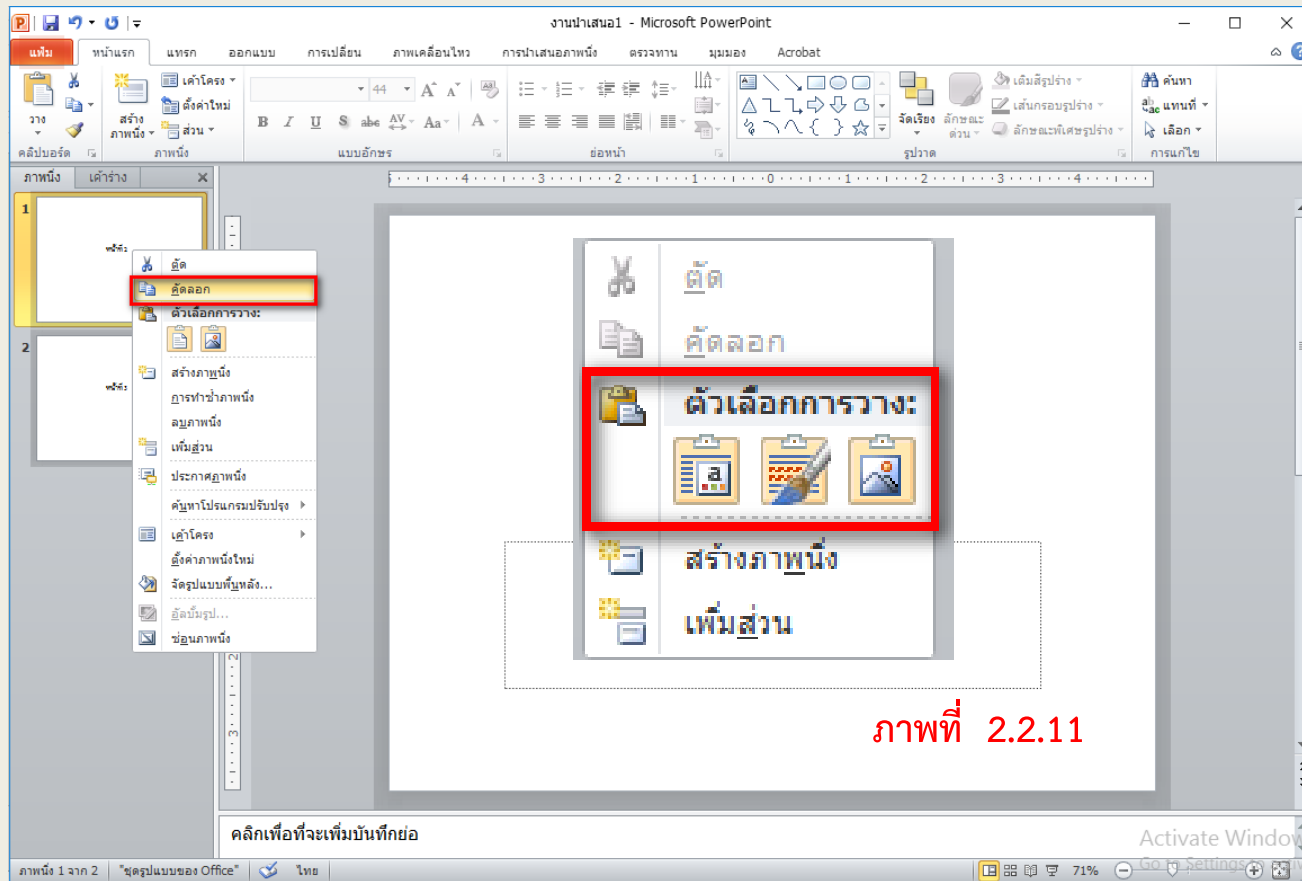 งานนำเสนอ1 - Microsoft PowerPoint
แฟ้ม หน้าแรก แทรก ออกแบบ การเปลี่ยน ภาพเคลื่อนไหว การนำเสนอภาพนิ่ง ตรวจทาน มุมมอง Acrobat
วาง
สร้าง
ภาพนิ่ง
เค้าโครง
ตั้งค่าใหม่
ส่วน
44
B I U S abc AV Aa A
จัดเรียง
ลักษณะ
ด่วน
เติมสีรูปร่าง
เส้นกรอบรูปร่าง
ลักษณะพิเศษรูปร่าง
ค้นหา
แทนที่
เลือก
คลิปบอร์ด ภาพนิ่ง แบบอักษร ย่อหน้า รูปวาด การแก้ไข
ภาพนิ่ง เค้าร่าง
4 3 2 1 0 1 2 3 4
1
2
ตัด
คัดลอก
ตัวเลือกการวาง:
สร้างภาพนิ่ง
การทำซ้ำภาพนิ่ง
ลบภาพนิ่ง
เพิ่มส่วน
ประกาศภาพนิ่ง
ค้นหาโปรแกรมปรับปรุง
เค้าโครง
ตั้งค่าภาพนิ่งใหม่
จัดรูปแบบพื้นหลัง...
อัลบั้มรูป...
ซ่อนภาพนิ่ง
2
3
ตัด
คัดลอก
ตัวเลือกการวาง:
สร้างภาพนิ่ง
เพิ่มส่วน
ภาพที่ 2.2.11
คลิกเพื่อที่จะเพิ่มบันทึกย่อ
Activate Window
Go to Settings
ภาพนิ่ง 1 จาก 2 "ชุดรูปแบบของ Office" ไทย 71%